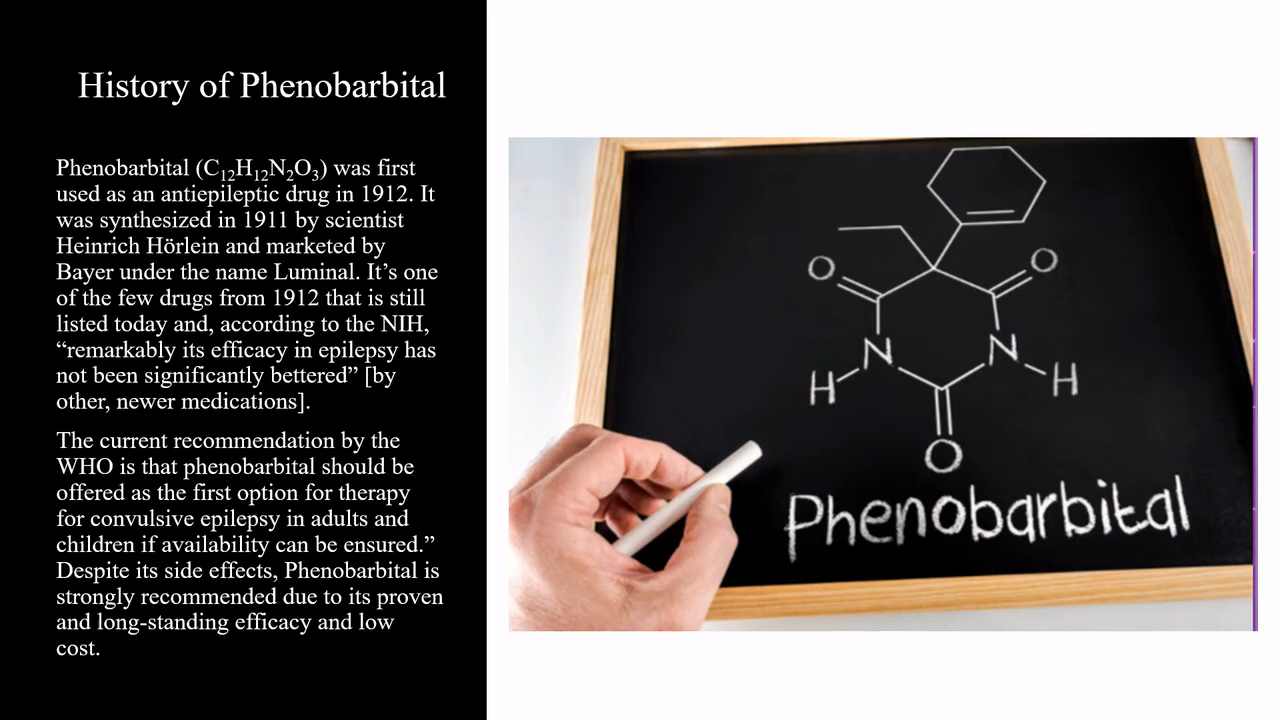 History of Phenobarbital
Phenobarbital (C₁₂H₁₂N₂O₃) was first
used as an antiepileptic drug in 1912. It
was synthesized in 1911 by scientist
Heinrich Hörlein and marketed by
Bayer under the name Luminal. It’s one
of the few drugs from 1912 that is still
listed today and, according to the NIH,
“remarkably its efficacy in epilepsy has
not been significantly bettered” [by
other, newer medications].
The current recommendation by the
WHO is that phenobarbital should be
offered as the first option for therapy
for convulsive epilepsy in adults and
children if availability can be ensured.”
Despite its side effects, Phenobarbital is
strongly recommended due to its proven
and long-standing efficacy and low
cost.
O O
N N
H H
O
Phenobarbital